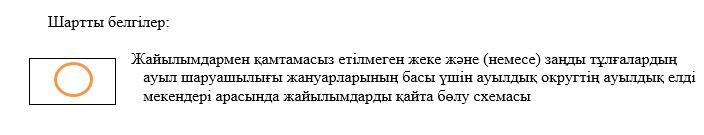 Шартты белгілер:
Жайылымдармен қамтамасыз етілмеген жеке және (немесе) заңды тұлғалардың
ауыл шаруашылығы жануарларының басы үшін ауылдық округтің ауылдық елді
мекендері арасында жайылымдарды қайта бөлу схемасы